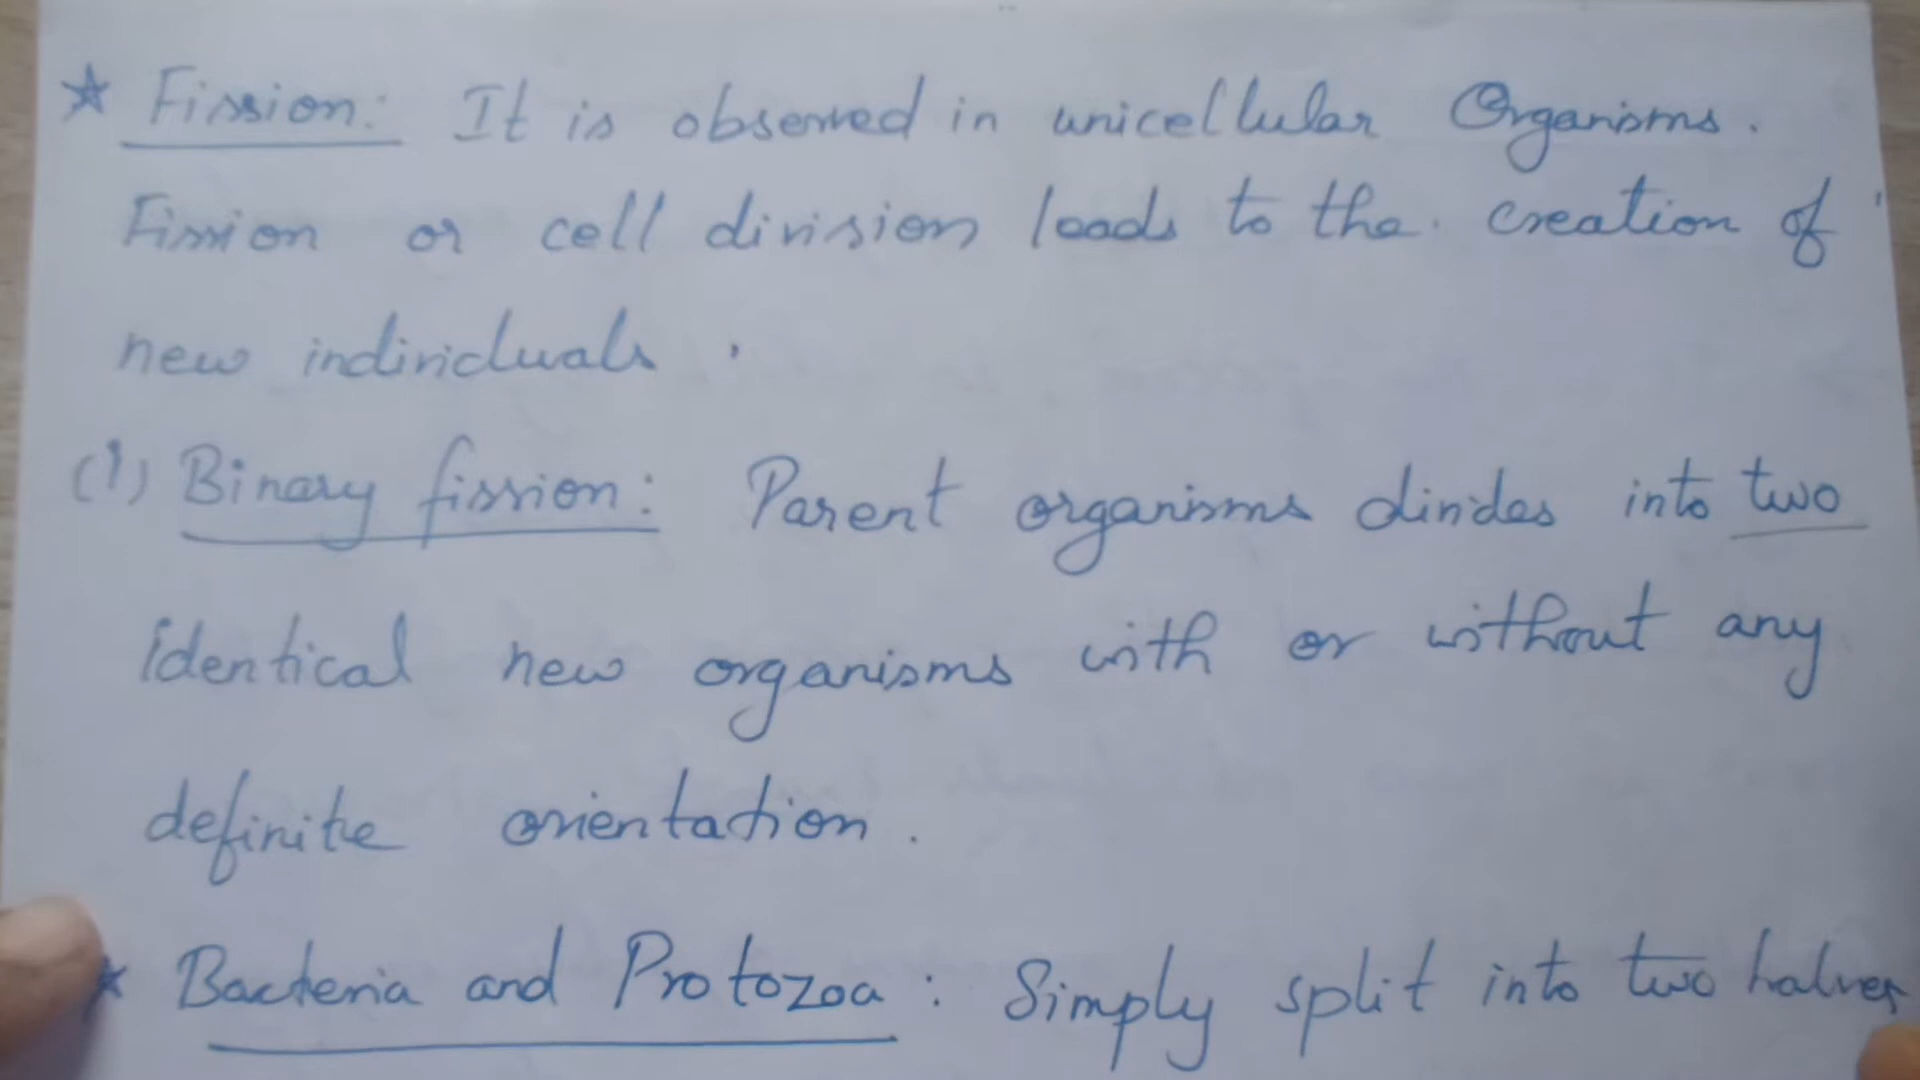 ★ Fission: It is observed in unicellular Organisms.
Fission or cell division leads to the creation of
new individuals.
(1) Binary fission: Parent organisms divides into two
identical new organisms with or without any
definite orientation.
★ Bacteria and Protozoa: Simply split into two halves